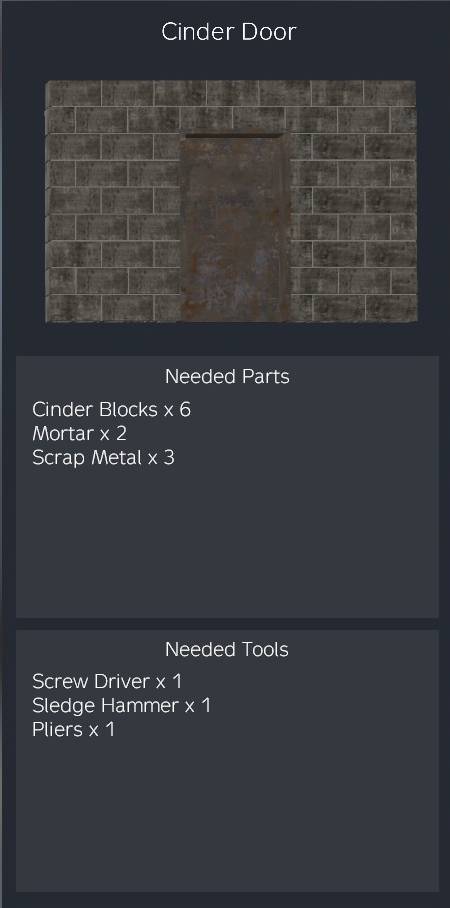 Cinder Door
Needed Parts
Cinder Blocks x 6
Mortar x 2
Scrap Metal x 3
Needed Tools
Screw Driver x 1
Sledge Hammer x 1
Pliers x 1